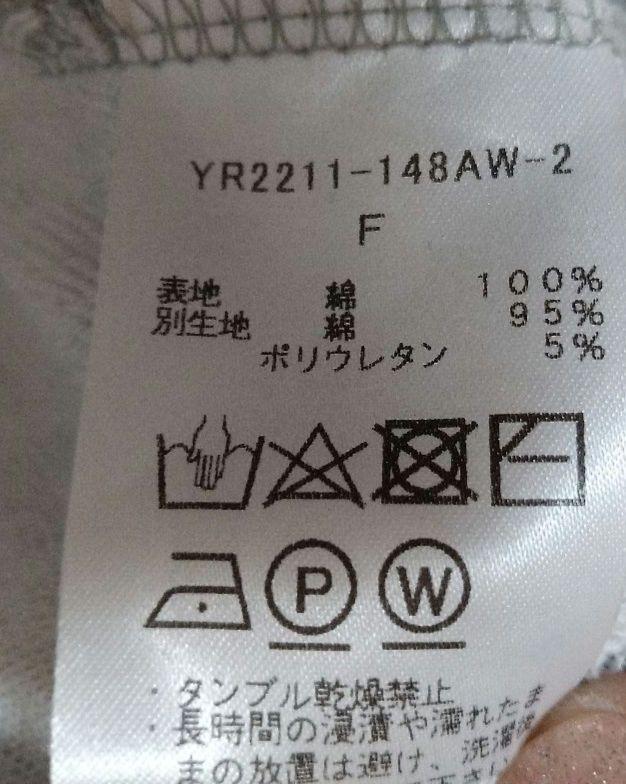 YR2211-148AW-2
F
表地 綿 100%
別生地 綿 95%
ポリウレタン 5%
P W
・タンブル乾燥禁止
・長時間の浸漬や濡れたま
まの放置は避け、洗濯後